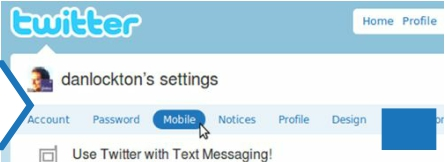 twitter
Home Profile
danlockton's settings
Account Password Mobile Notices Profile Design
Use Twitter with Text Messaging!